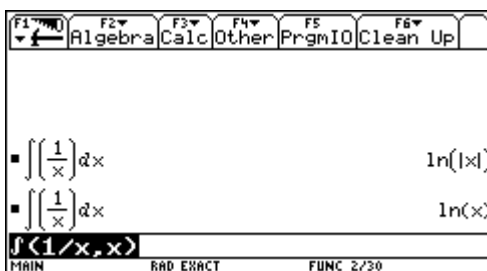 F1 F2 F3 F4 F5 F6
Algebra Calc Other PrgmIO Clean Up
∫(1/x)dx ln(|x|)
∫(1/x)dx ln(x)
∫(1/x,x)
MAIN RAD EXACT FUNC 2/30